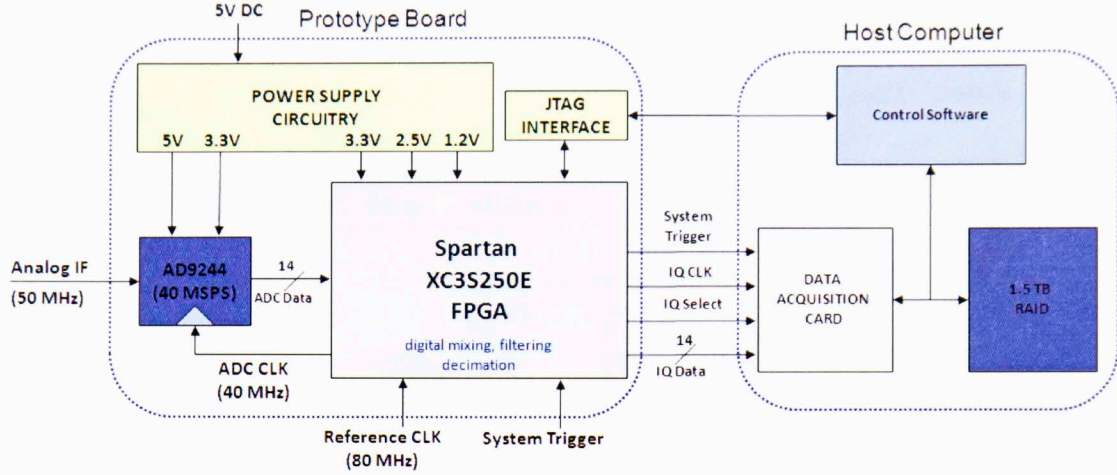 5V DC
Prototype Board
Host Computer
POWER SUPPLY
CIRCUITRY
5V 3.3V 3.3V 2.5V 1.2V
JTAG
INTERFACE
Control Software
Analog IF
(50 MHz)
AD9244
(40 MSPS)
14
ADC Data
Spartan
XC3S250E
FPGA
digital mixing, filtering
decimation
System
Trigger
IQ CLK
IQ Select
14
IQ Data
DATA
ACQUISITION
CARD
1.5 TB
RAID
ADC CLK
(40 MHz)
Reference CLK
(80 MHz)
System Trigger